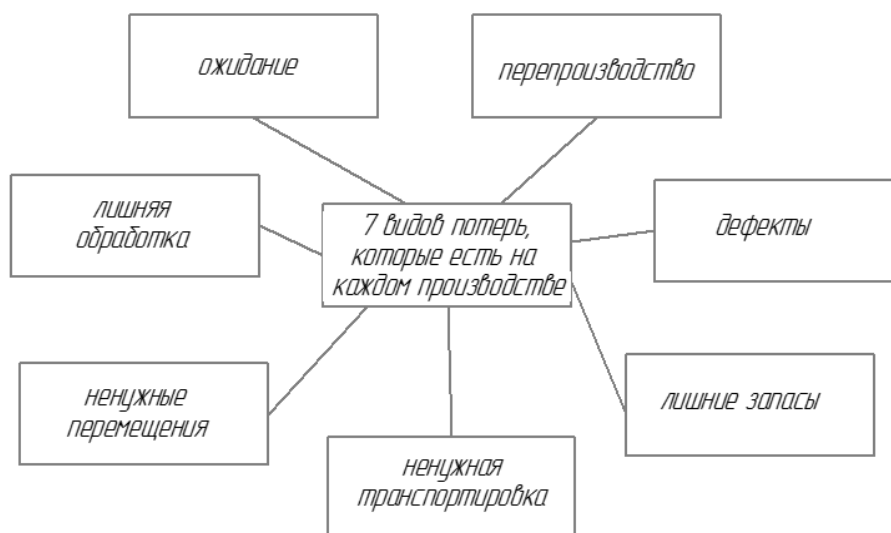 ожидание
перепроизводство
лишняя
обработка
7 видов потерь,
которые есть на
каждом производстве
дефекты
ненужные
перемещения
лишние запасы
ненужная
транспортировка